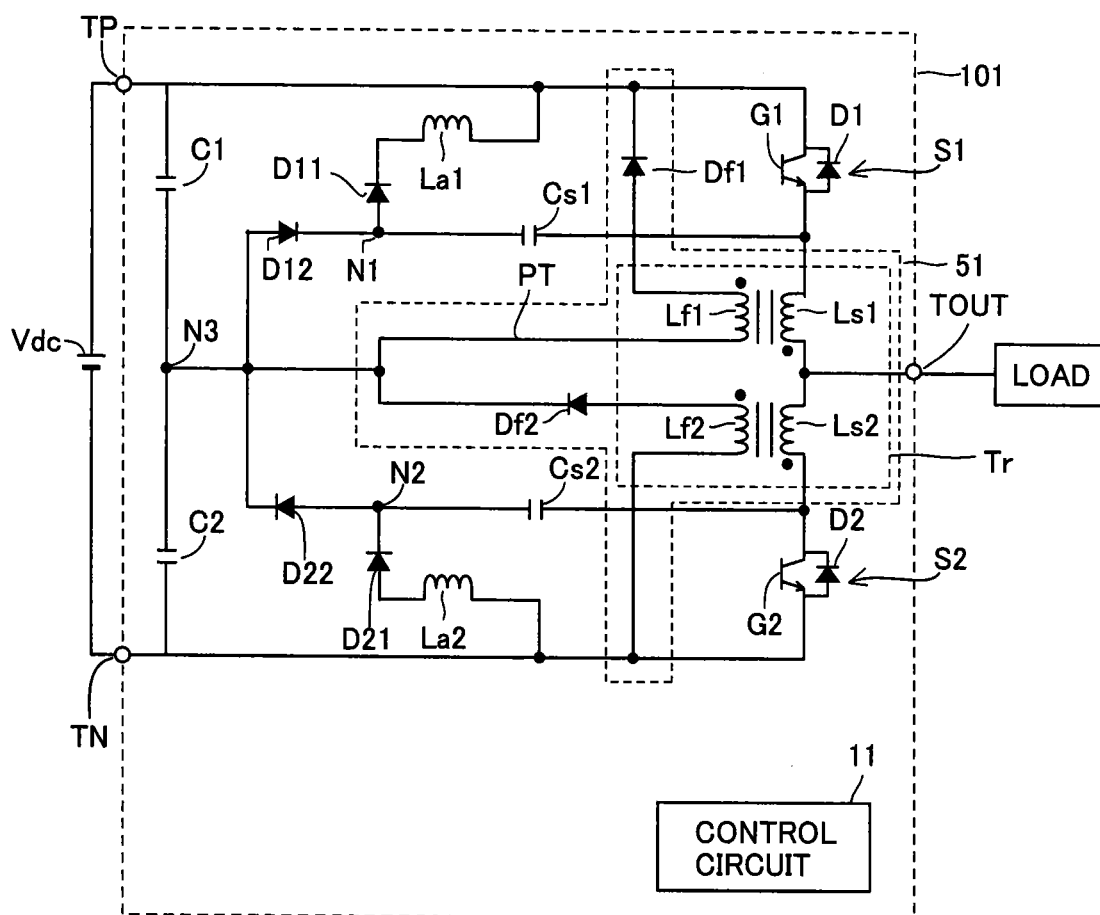 TP
101
G1
D1
S1
C1
D11
La1
Df1
Cs1
D12
N1
PT
51
TOUT
Lf1
Ls1
Vdc
N3
LOAD
Df2
Lf2
Ls2
Tr
N2
Cs2
C2
D2
S2
D22
G2
D21
La2
TN
11
CONTROL
CIRCUIT